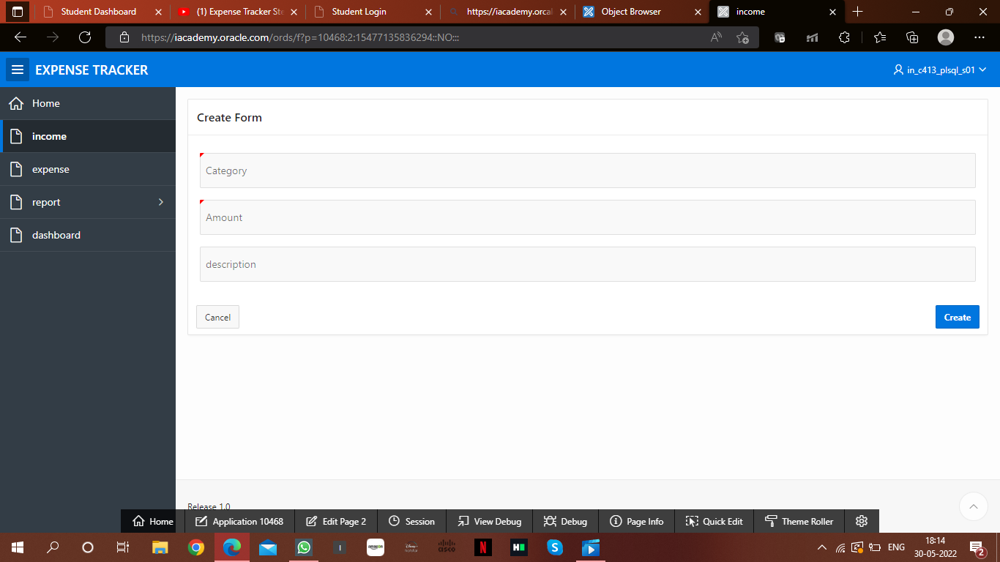 Student Dashboard
(1) Expense Tracker Ste
Student Login
https://iacademy.orcal
Object Browser
income
https://iacademy.oracle.com/ords/f?p=10468:2:15477135836294::NO:::
EXPENSE TRACKER
in_c413_plsql_s01
Home
income
expense
report
dashboard
Create Form
Category
Amount
description
Cancel
Create
Release 1.0
Home
Application 10468
Edit Page 2
Session
View Debug
Debug
Page Info
Quick Edit
Theme Roller
amazon
ENG
18:14
30-05-2022
2